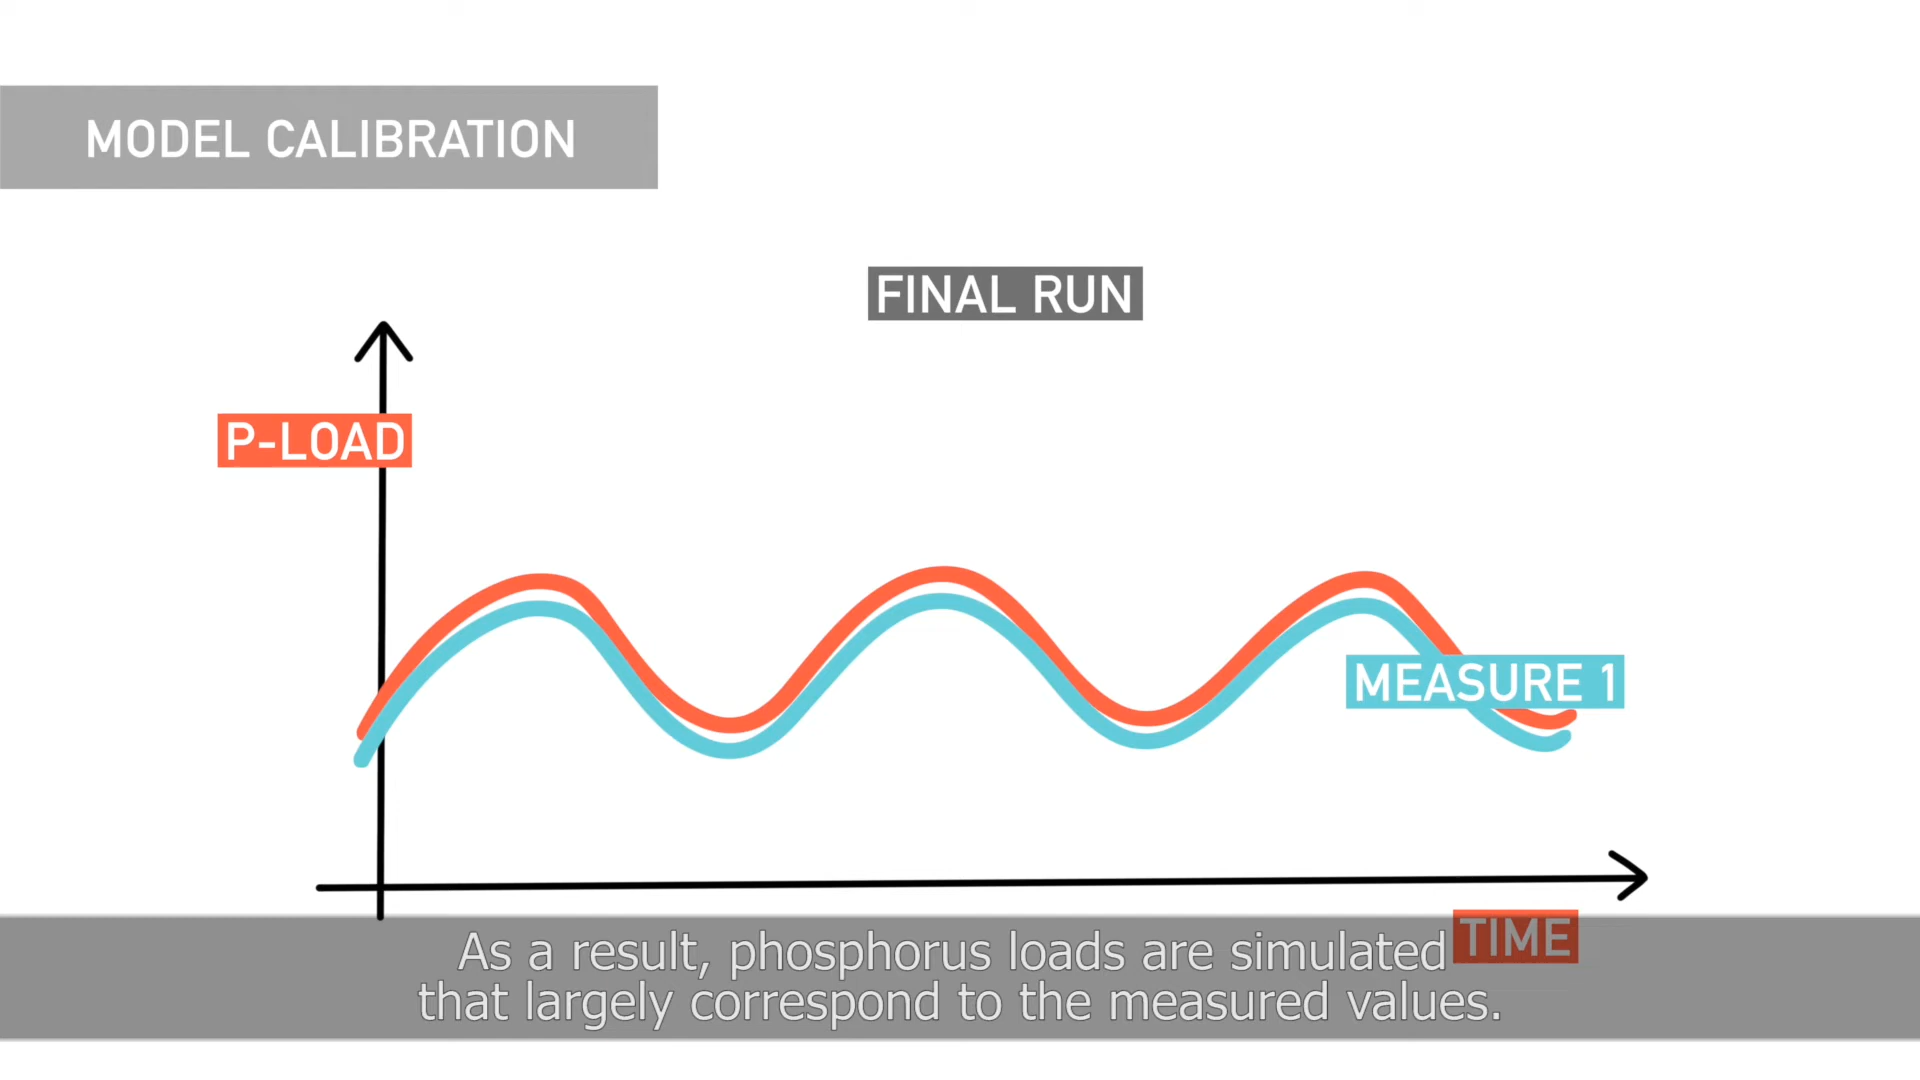 MODEL CALIBRATION
FINAL RUN
P-LOAD
MEASURE 1
TIME
As a result, phosphorus loads are simulated
that largely correspond to the measured values.